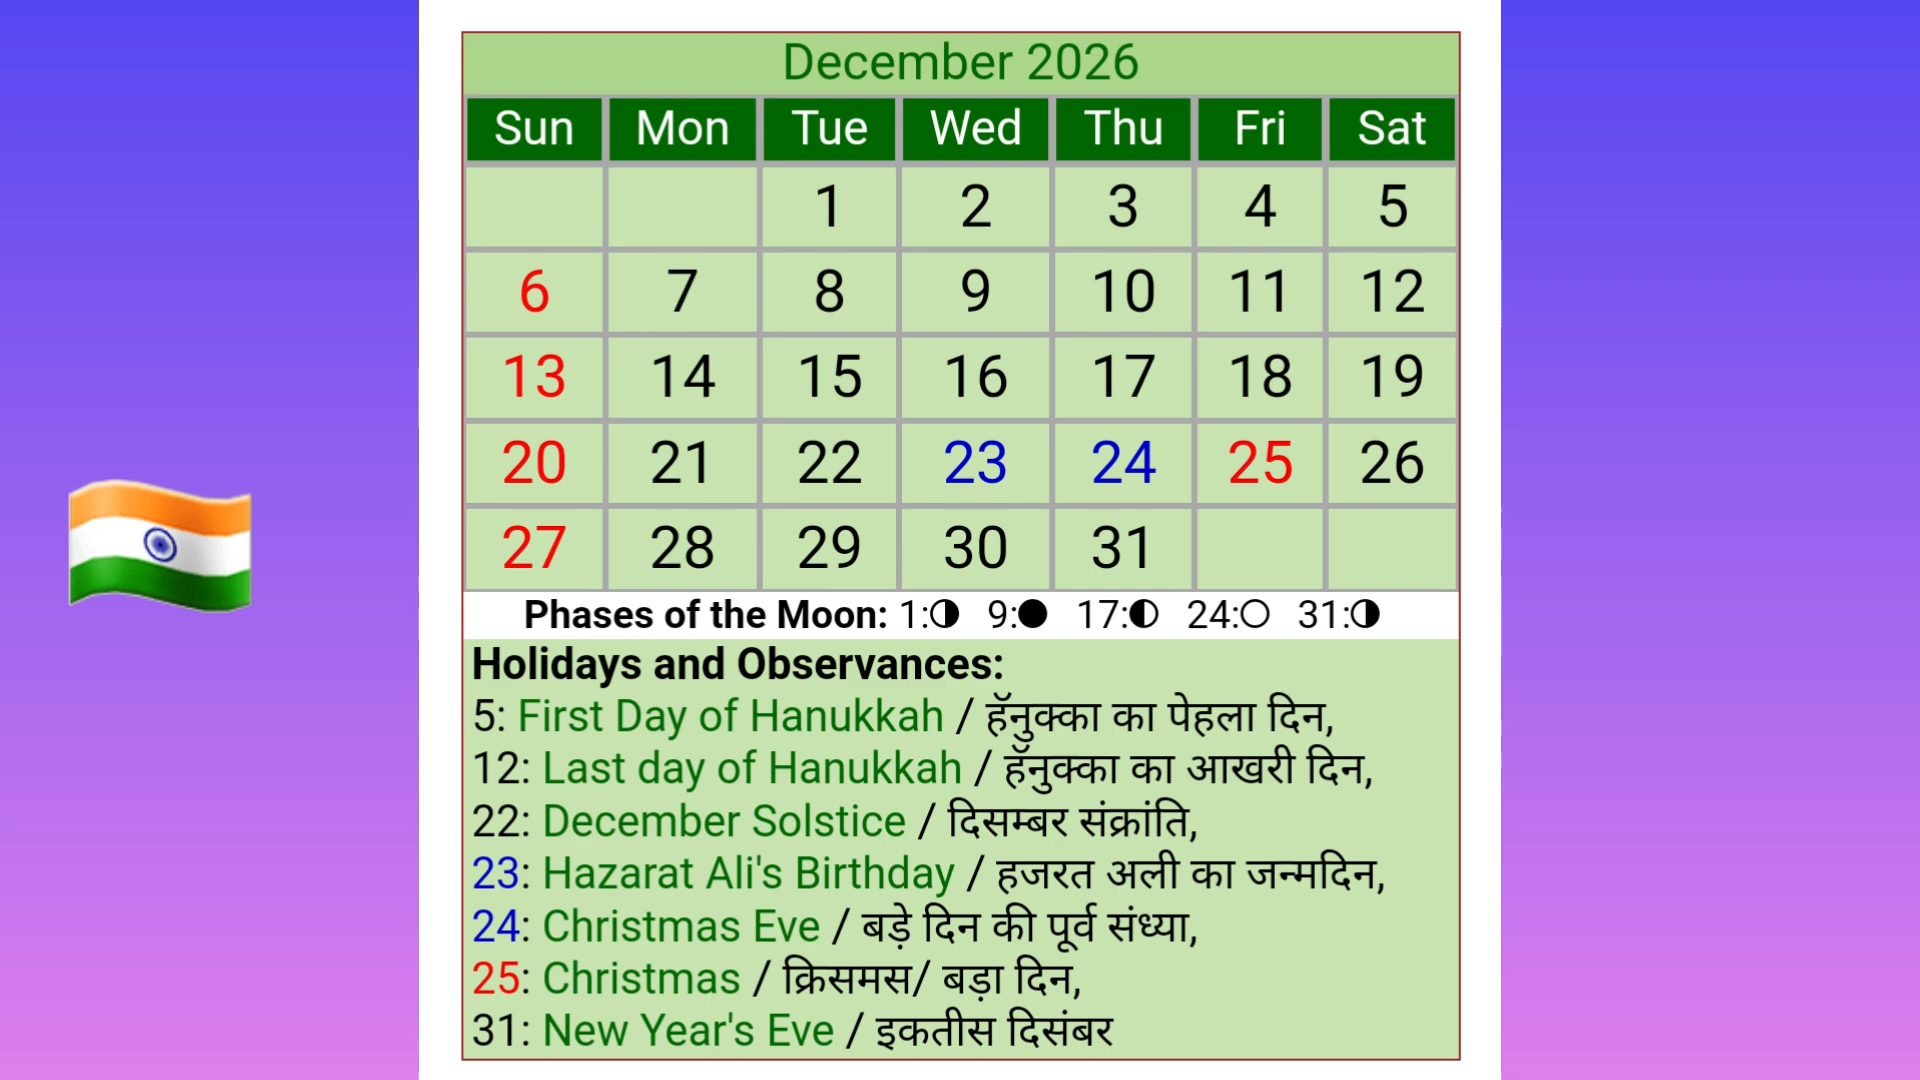 December 2026
Sun Mon Tue Wed Thu Fri Sat
1 2 3 4 5
6 7 8 9 10 11 12
13 14 15 16 17 18 19
20 21 22 23 24 25 26
27 28 29 30 31
Phases of the Moon: 1:◑ 9:● 17:◐ 24:○ 31:◑
Holidays and Observances:
5: First Day of Hanukkah / हॅनुक्का का पेहला दिन,
12: Last day of Hanukkah / हॅनुक्का का आखरी दिन,
22: December Solstice / दिसम्बर संक्रांति,
23: Hazarat Ali's Birthday / हजरत अली का जन्मदिन,
24: Christmas Eve / बड़े दिन की पूर्व संध्या,
25: Christmas / क्रिसमस/ बड़ा दिन,
31: New Year's Eve / इकतीस दिसंबर